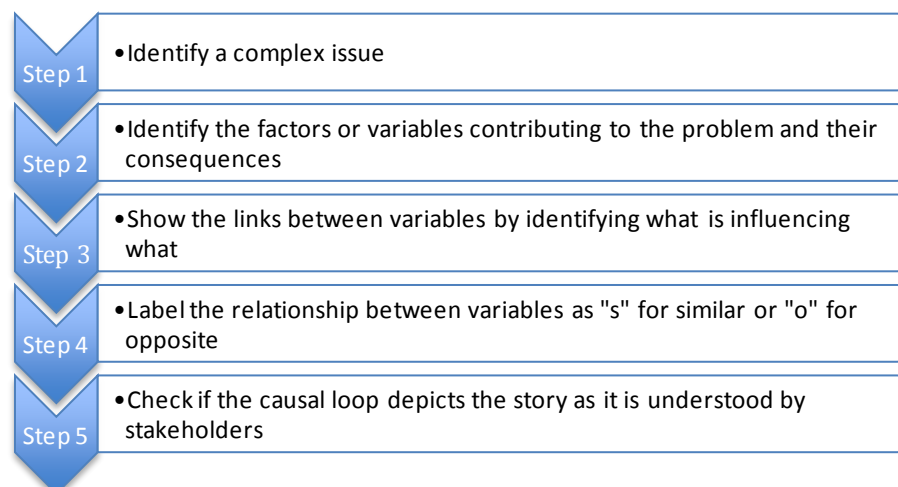 Step 1
•Identify a complex issue
Step 2
•Identify the factors or variables contributing to the problem and their
consequences
Step 3
•Show the links between variables by identifying what is influencing
what
Step 4
•Label the relationship between variables as "s" for similar or "o" for
opposite
Step 5
•Check if the causal loop depicts the story as it is understood by
stakeholders